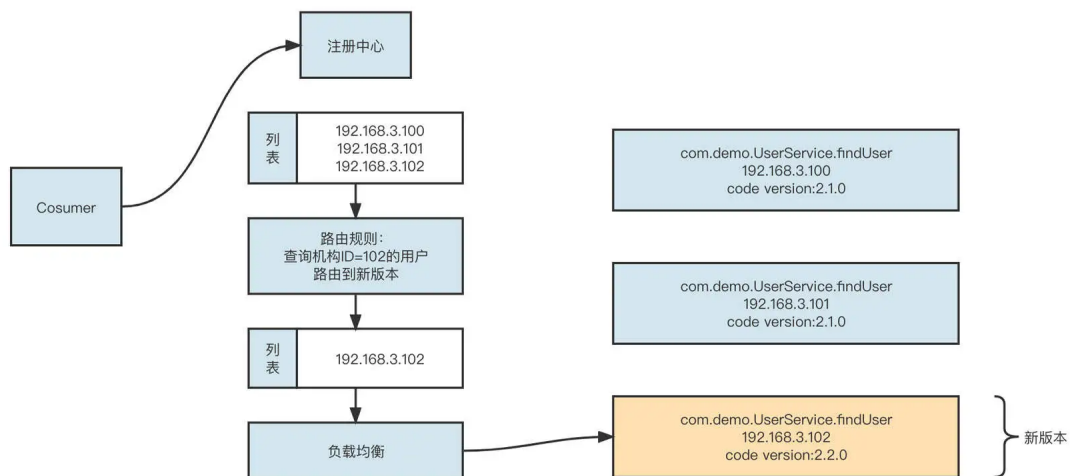 注册中心
列
表
192.168.3.100
192.168.3.101
192.168.3.102
Cosumer
路由规则：
查询机构ID=102的用户
路由到新版本
列
表
192.168.3.102
负载均衡
com.demo.UserService.findUser
192.168.3.100
code version:2.1.0
com.demo.UserService.findUser
192.168.3.101
code version:2.1.0
com.demo.UserService.findUser
192.168.3.102
code version:2.2.0
新版本